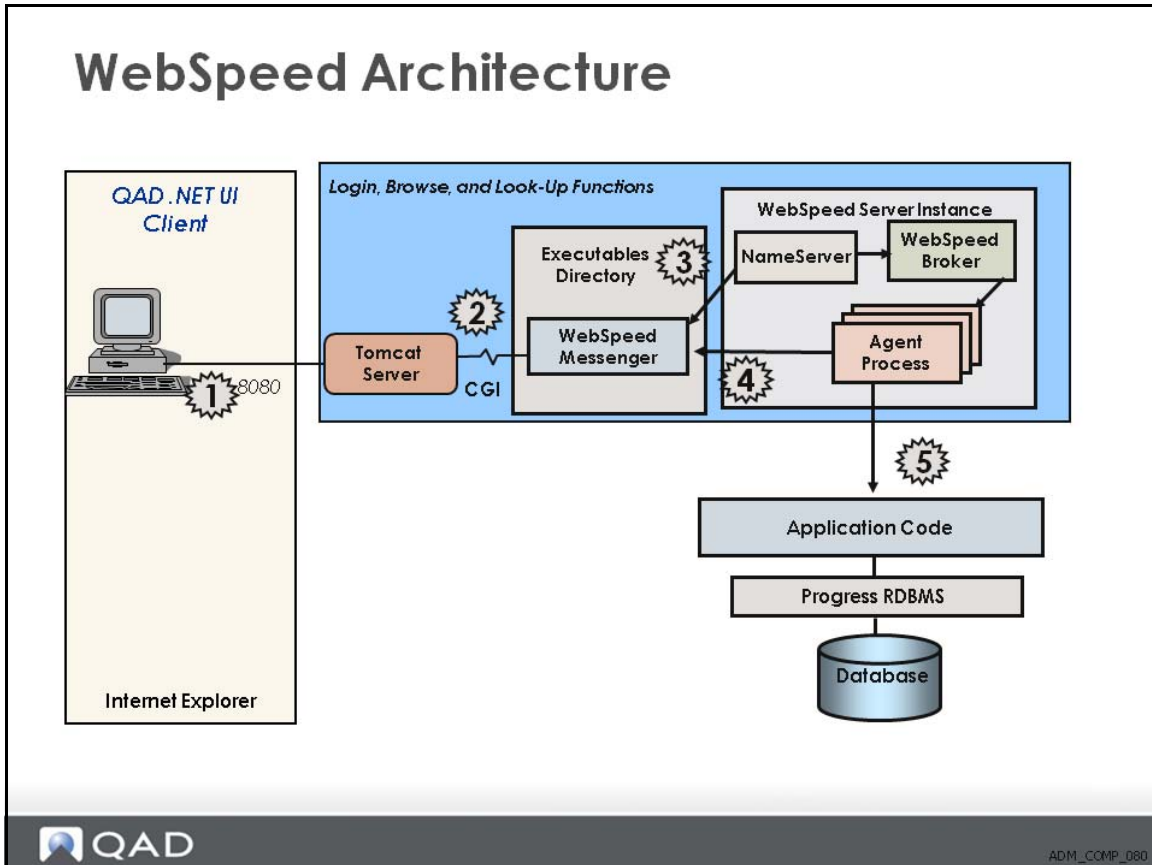 WebSpeed Architecture
QAD .NET UI
Client
1
8080
Internet Explorer
Login, Browse, and Look-Up Functions
Tomcat
Server
2
CGI
Executables
Directory
3
WebSpeed
Messenger
WebSpeed Server Instance
NameServer
WebSpeed
Broker
Agent
Process
4
5
Application Code
Progress RDBMS
Database
QAD
ADM_COMP_080